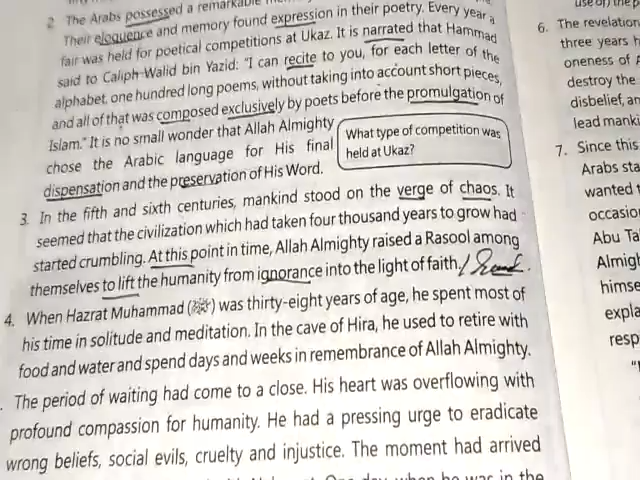 2. The Arabs possessed a remarkable
Their eloquence and memory found expression in their poetry. Every year a
fair was held for poetical competitions at Ukaz. It is narrated that Hammad
said to Caliph Walid bin Yazid: "I can recite to you, for each letter of the
alphabet, one hundred long poems, without taking into account short pieces,
and all of that was composed exclusively by poets before the promulgation of
Islam." It is no small wonder that Allah Almighty
chose the Arabic language for His final
dispensation and the preservation of His Word.
What type of competition was
held at Ukaz?
3. In the fifth and sixth centuries, mankind stood on the verge of chaos. It
seemed that the civilization which had taken four thousand years to grow had
started crumbling. At this point in time, Allah Almighty raised a Rasool among
themselves to lift the humanity from ignorance into the light of faith.
4. When Hazrat Muhammad (ﷺ) was thirty-eight years of age, he spent most of
his time in solitude and meditation. In the cave of Hira, he used to retire with
food and water and spend days and weeks in remembrance of Allah Almighty.
. The period of waiting had come to a close. His heart was overflowing with
profound compassion for humanity. He had a pressing urge to eradicate
wrong beliefs, social evils, cruelty and injustice. The moment had arrived
One day, when he was in the
6. The revelation
three years
oneness of
destroy the
disbelief, an
lead manki
7. Since this
Arabs sta
wanted
occasio
Abu Ta
Almigh
himse
expla
resp